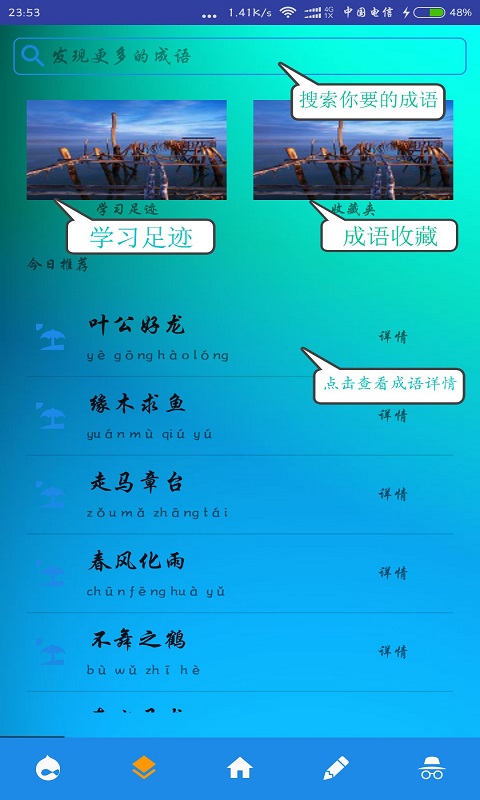 23:53
... 1.41K/s 4G 1X 中国电信 48%
发现更多的成语
搜索你要的成语
学习足迹
收藏夹
学习足迹
成语收藏
今日推荐
叶公好龙
yè gōng hào lóng
详情
点击查看成语详情
缘木求鱼
yuán mù qiú yú
详情
走马章台
zǒu mǎ zhāng tái
详情
春风化雨
chūn fēng huà yǔ
详情
不舞之鹤
bù wǔ zhī hè
详情